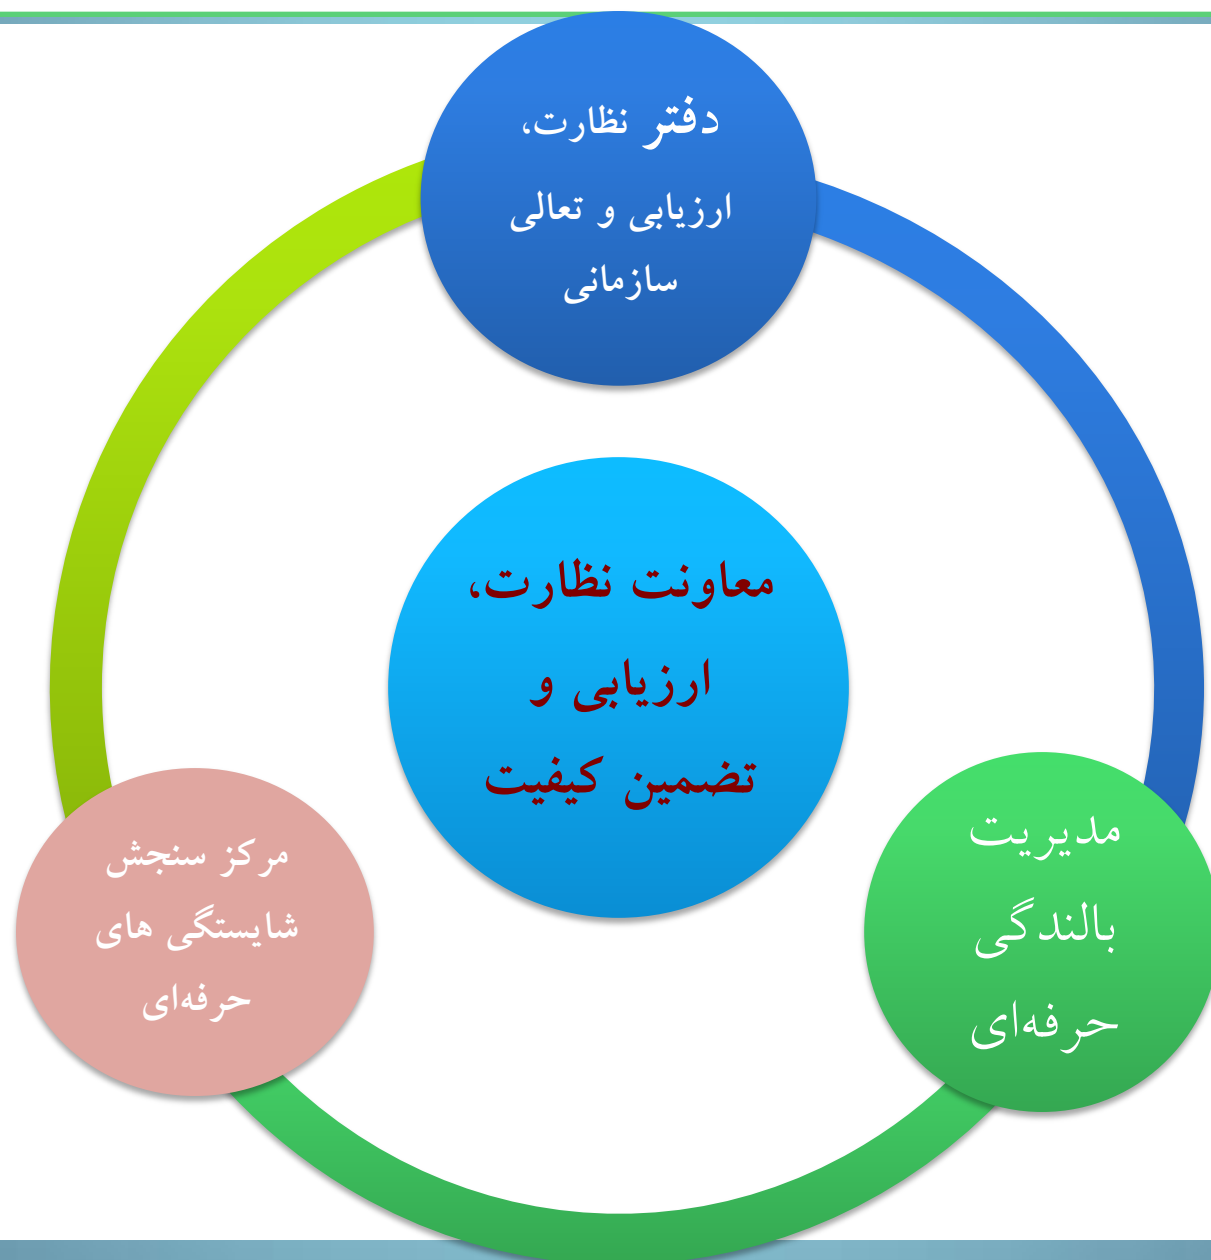 دفتر نظارت،
ارزیابی و تعالی
سازمانی
معاونت نظارت،
ارزیابی و
تضمین کیفیت
مدیریت
بالندگی
حرفه‌ای
مرکز سنجش
شایستگی های
حرفه‌ای